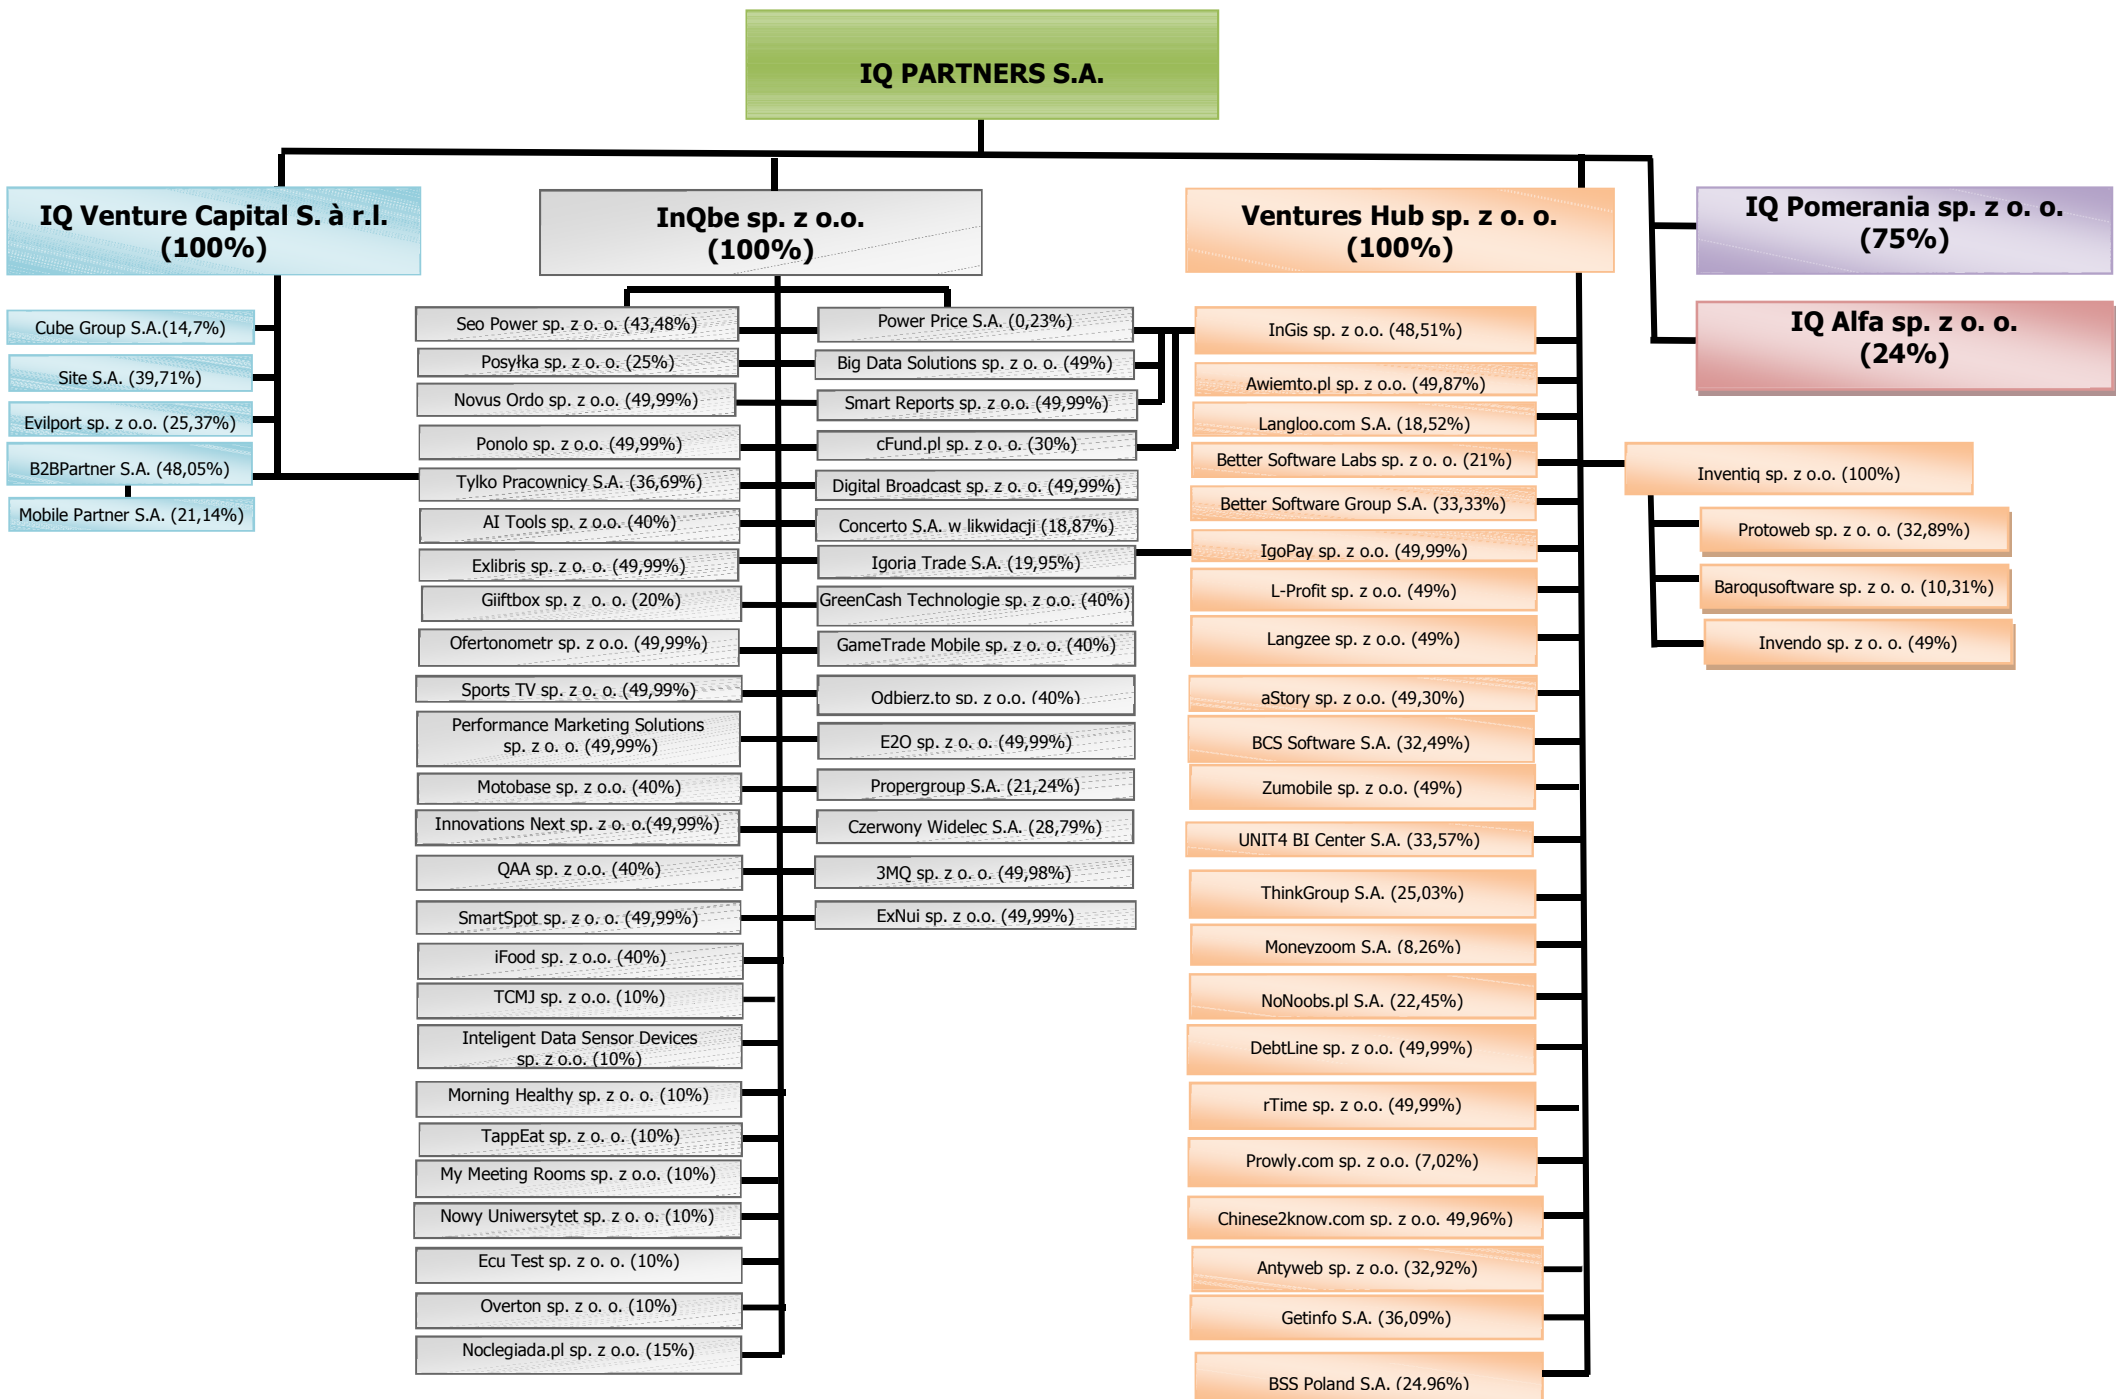 IQ PARTNERS S.A.
IQ Venture Capital S. à r.l.
(100%)
Cube Group S.A.(14,7%)
Site S.A. (39,71%)
Evilport sp. z o.o. (25,37%)
B2BPartner S.A. (48,05%)
Mobile Partner S.A. (21,14%)
InQbe sp. z o.o.
(100%)
Seo Power sp. z o. o. (43,48%)
Posyłka sp. z o. o. (25%)
Novus Ordo sp. z o.o. (49,99%)
Ponolo sp. z o.o. (49,99%)
Tylko Pracownicy S.A. (36,69%)
AI Tools sp. z o.o. (40%)
Exlibris sp. z o. o. (49,99%)
Giiftbox sp. z o. o. (20%)
Ofertonometr sp. z o.o. (49,99%)
Sports TV sp. z o. o. (49,99%)
Performance Marketing Solutions
sp. z o. o. (49,99%)
Motobase sp. z o.o. (40%)
Innovations Next sp. z o. o.(49,99%)
QAA sp. z o.o. (40%)
SmartSpot sp. z o. o. (49,99%)
iFood sp. z o.o. (40%)
TCMJ sp. z o.o. (10%)
Inteligent Data Sensor Devices
sp. z o.o. (10%)
Morning Healthy sp. z o. o. (10%)
TappEat sp. z o. o. (10%)
My Meeting Rooms sp. z o.o. (10%)
Nowy Uniwersytet sp. z o. o. (10%)
Ecu Test sp. z o. o. (10%)
Overton sp. z o. o. (10%)
Noclegiada.pl sp. z o.o. (15%)
Power Price S.A. (0,23%)
Big Data Solutions sp. z o. o. (49%)
Smart Reports sp. z o.o. (49,99%)
cFund.pl sp. z o. o. (30%)
Digital Broadcast sp. z o. o. (49,99%)
Concerto S.A. w likwidacji (18,87%)
Igoria Trade S.A. (19,95%)
GreenCash Technologie sp. z o.o. (40%)
GameTrade Mobile sp. z o. o. (40%)
Odbierz.to sp. z o.o. (40%)
E2O sp. z o. o. (49,99%)
Propergroup S.A. (21,24%)
Czerwony Widelec S.A. (28,79%)
3MQ sp. z o. o. (49,98%)
ExNui sp. z o.o. (49,99%)
Ventures Hub sp. z o. o.
(100%)
InGis sp. z o.o. (48,51%)
Awiemto.pl sp. z o.o. (49,87%)
Langloo.com S.A. (18,52%)
Better Software Labs sp. z o. o. (21%)
Better Software Group S.A. (33,33%)
IgoPay sp. z o.o. (49,99%)
L-Profit sp. z o.o. (49%)
Langzee sp. z o.o. (49%)
aStory sp. z o.o. (49,30%)
BCS Software S.A. (32,49%)
Zumobile sp. z o.o. (49%)
UNIT4 BI Center S.A. (33,57%)
ThinkGroup S.A. (25,03%)
Moneyzoom S.A. (8,26%)
NoNoobs.pl S.A. (22,45%)
DebtLine sp. z o.o. (49,99%)
rTime sp. z o.o. (49,99%)
Prowly.com sp. z o.o. (7,02%)
Chinese2know.com sp. z o.o. 49,96%)
Antyweb sp. z o.o. (32,92%)
Getinfo S.A. (36,09%)
BSS Poland S.A. (24,96%)
Inventiq sp. z o.o. (100%)
Protoweb sp. z o. o. (32,89%)
Baroqusoftware sp. z o. o. (10,31%)
Invendo sp. z o. o. (49%)
IQ Pomerania sp. z o. o.
(75%)
IQ Alfa sp. z o. o.
(24%)